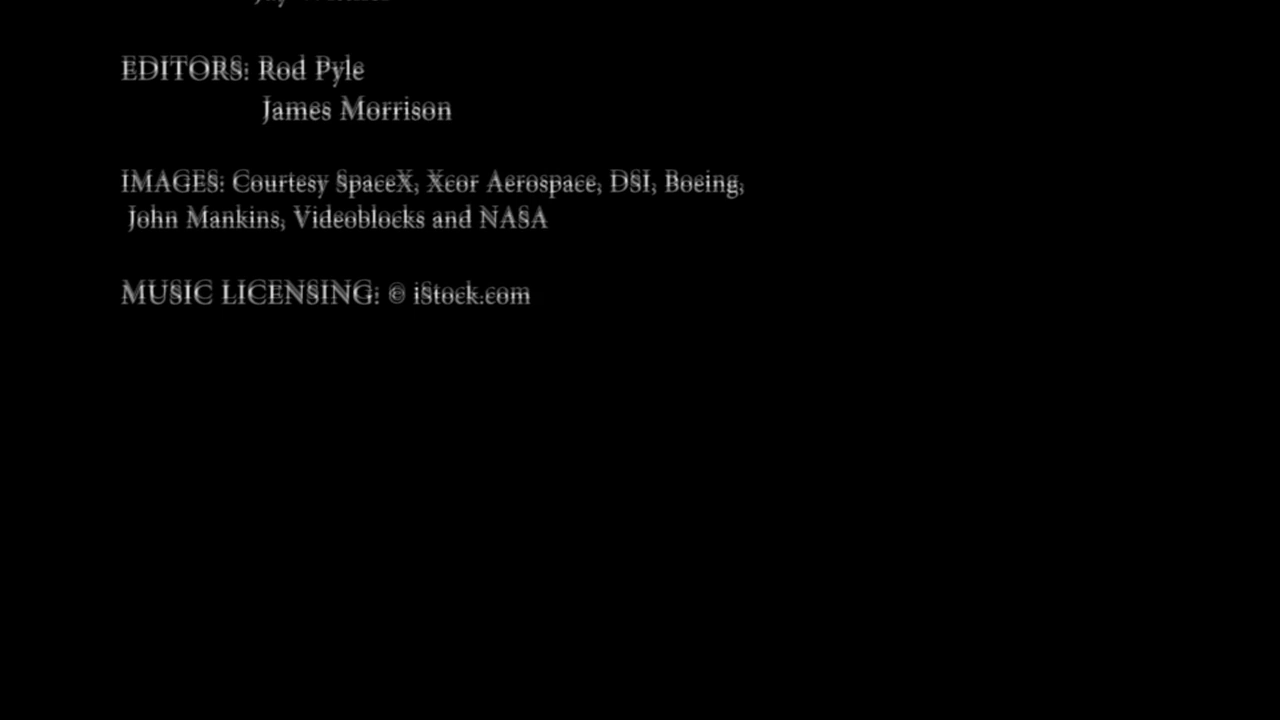 EDITORS: Rod Pyle
James Morrison
IMAGES: Courtesy SpaceX, Xcor Aerospace, DSI, Boeing,
John Mankins, Videoblocks and NASA
MUSIC LICENSING: © iStock.com